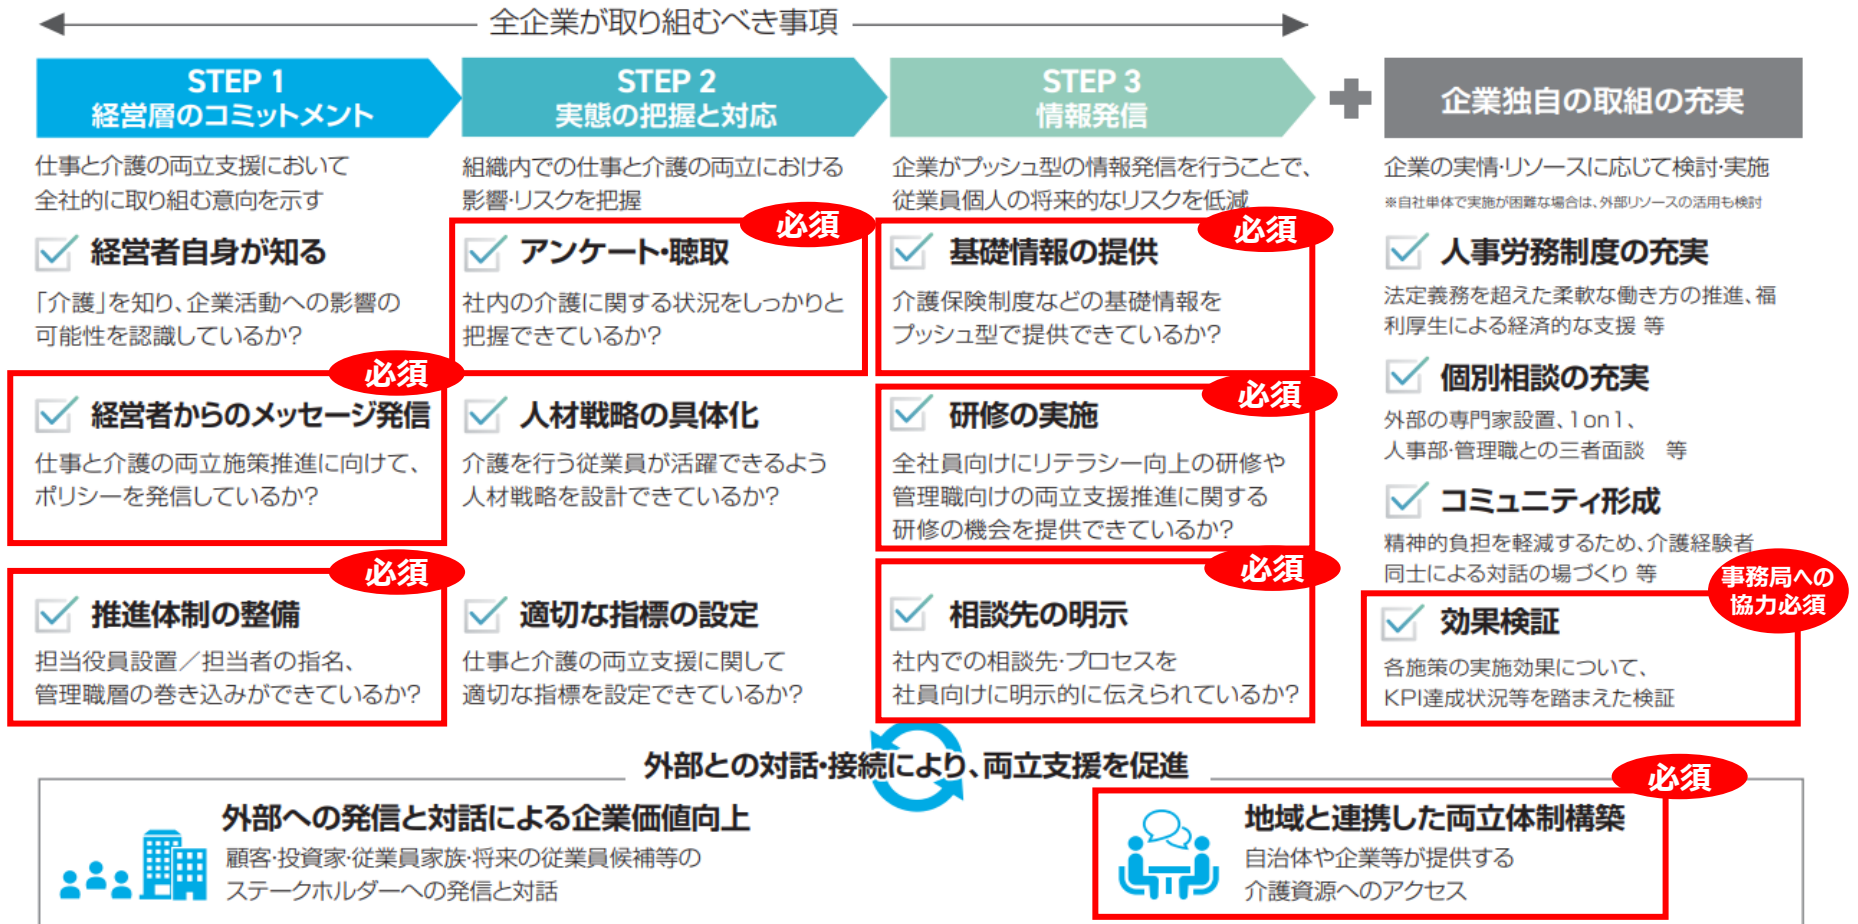 全企業が取り組むべき事項
STEP 1
経営層のコミットメント
仕事と介護の両立支援において
全社的に取り組む意向を示す
経営者自身が知る
「介護」を知り、企業活動への影響の
可能性を認識しているか?
必須
経営者からのメッセージ発信
仕事と介護の両立施策推進に向けて、
ポリシーを発信しているか?
必須
推進体制の整備
担当役員設置／担当者の指名、
管理職層の巻き込みができているか?
STEP 2
実態の把握と対応
組織内での仕事と介護の両立における
影響・リスクを把握
必須
アンケート・聴取
社内の介護に関する状況をしっかりと
把握できているか?
人材戦略の具体化
介護を行う従業員が活躍できるよう
人材戦略を設計できているか?
適切な指標の設定
仕事と介護の両立支援に関して
適切な指標を設定できているか?
STEP 3
情報発信
企業がプッシュ型の情報発信を行うことで、
従業員個人の将来的なリスクを低減
必須
基礎情報の提供
介護保険制度などの基礎情報を
プッシュ型で提供できているか?
必須
研修の実施
全社員向けにリテラシー向上の研修や
管理職向けの両立支援推進に関する
研修の機会を提供できているか?
必須
相談先の明示
社内での相談先・プロセスを
社員向けに明示的に伝えられているか?
企業独自の取組の充実
企業の実情・リソースに応じて検討・実施
※自社単体で実施が困難な場合は、外部リソースの活用も検討
人事労務制度の充実
法定義務を超えた柔軟な働き方の推進、福
利厚生による経済的な支援 等
個別相談の充実
外部の専門家設置、1on1、
人事部・管理職との三者面談　等
コミュニティ形成
精神的負担を軽減するため、介護経験者
同士による対話の場づくり 等
事務局への
協力必須
効果検証
各施策の実施効果について、
KPI達成状況等を踏まえた検証
外部との対話・接続により、両立支援を促進
外部への発信と対話による企業価値向上
顧客・投資家・従業員家族・将来の従業員候補等の
ステークホルダーへの発信と対話
必須
地域と連携した両立体制構築
自治体や企業等が提供する
介護資源へのアクセス